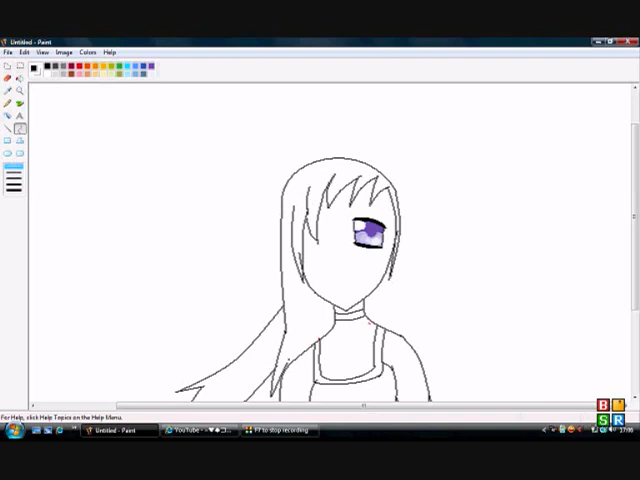 Untitled - Paint
File Edit View Image Colors Help
For Help, click Help Topics on the Help Menu.
Untitled - Paint
YouTube -
F7 to stop recording
B
S R